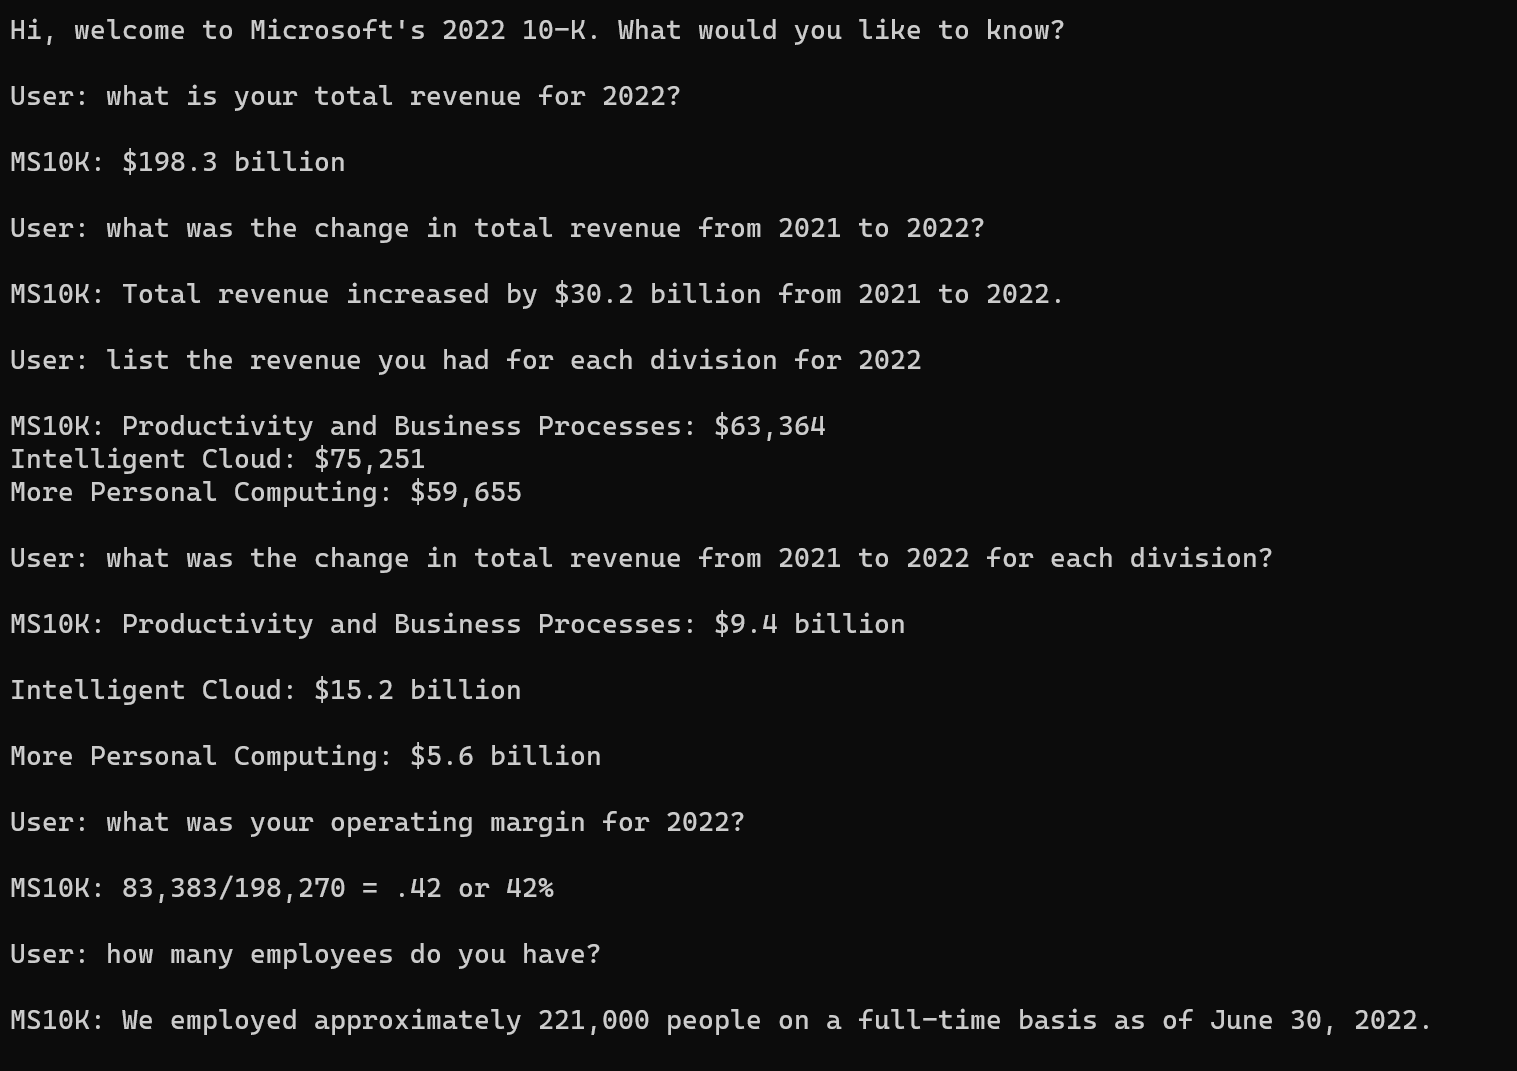 Hi, welcome to Microsoft's 2022 10-K. What would you like to know?
User: what is your total revenue for 2022?
MS10K: $198.3 billion
User: what was the change in total revenue from 2021 to 2022?
MS10K: Total revenue increased by $30.2 billion from 2021 to 2022.
User: list the revenue you had for each division for 2022
MS10K: Productivity and Business Processes: $63,364
Intelligent Cloud: $75,251
More Personal Computing: $59,655
User: what was the change in total revenue from 2021 to 2022 for each division?
MS10K: Productivity and Business Processes: $9.4 billion
Intelligent Cloud: $15.2 billion
More Personal Computing: $5.6 billion
User: what was your operating margin for 2022?
MS10K: 83,383/198,270 = .42 or 42%
User: how many employees do you have?
MS10K: We employed approximately 221,000 people on a full-time basis as of June 30, 2022.